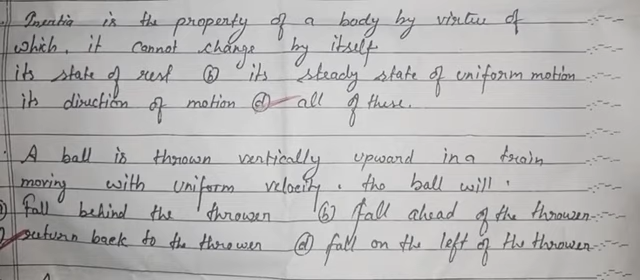 Inertia is the property of a body by virtue of
which, it cannot change by itself
its state of rest (b) its steady state of uniform motion
its direction of motion (d) all of these.
A ball is thrown vertically upward in a train
moving with uniform velocity. the ball will :
fall behind the thrower (b) fall ahead of the thrower
return back to the thrower (d) fall on the left of the thrower